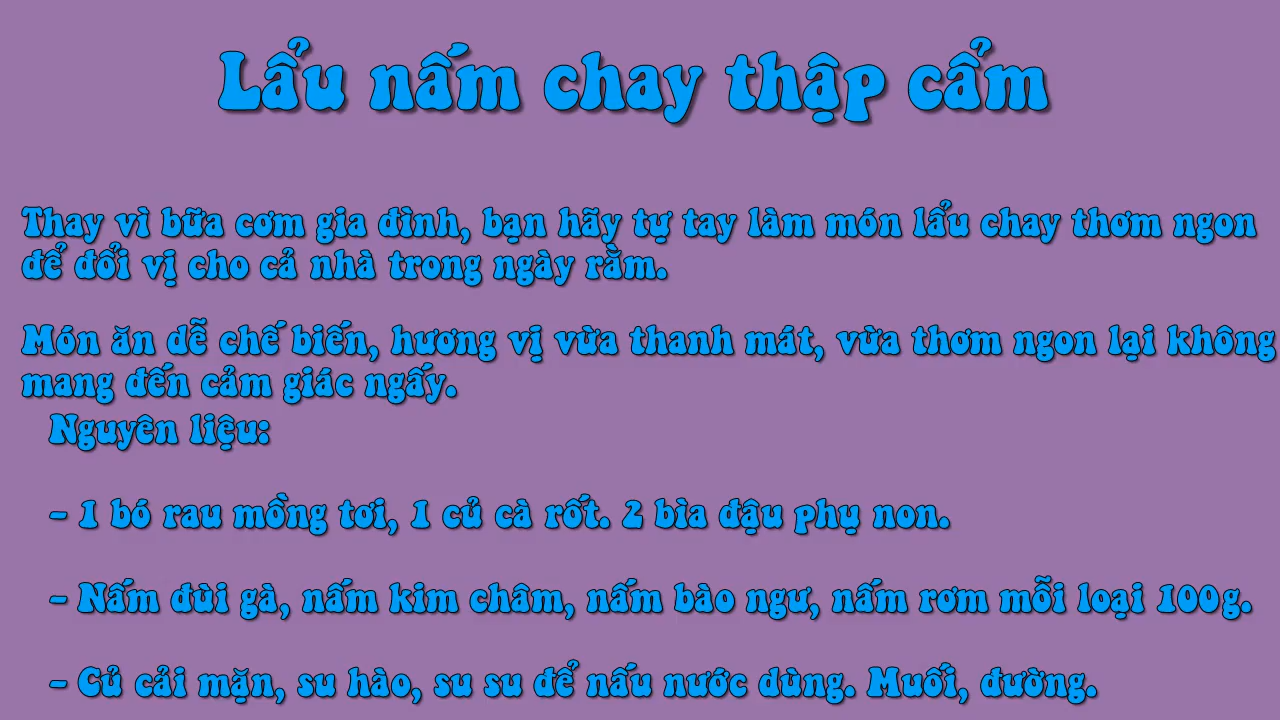 Lẩu nấm chay thập cẩm
Thay vì bữa cơm gia đình, bạn hãy tự tay làm món lẩu chay thơm ngon
để đổi vị cho cả nhà trong ngày rằm.
Món ăn dễ chế biến, hương vị vừa thanh mát, vừa thơm ngon lại không
mang đến cảm giác ngấy.
Nguyên liệu:
- 1 bó rau mồng tơi, 1 củ cà rốt. 2 bìa đậu phụ non.
- Nấm đùi gà, nấm kim châm, nấm bào ngư, nấm rơm mỗi loại 100g.
- Củ cải mặn, su hào, su su để nấu nước dùng. Muối, đường.